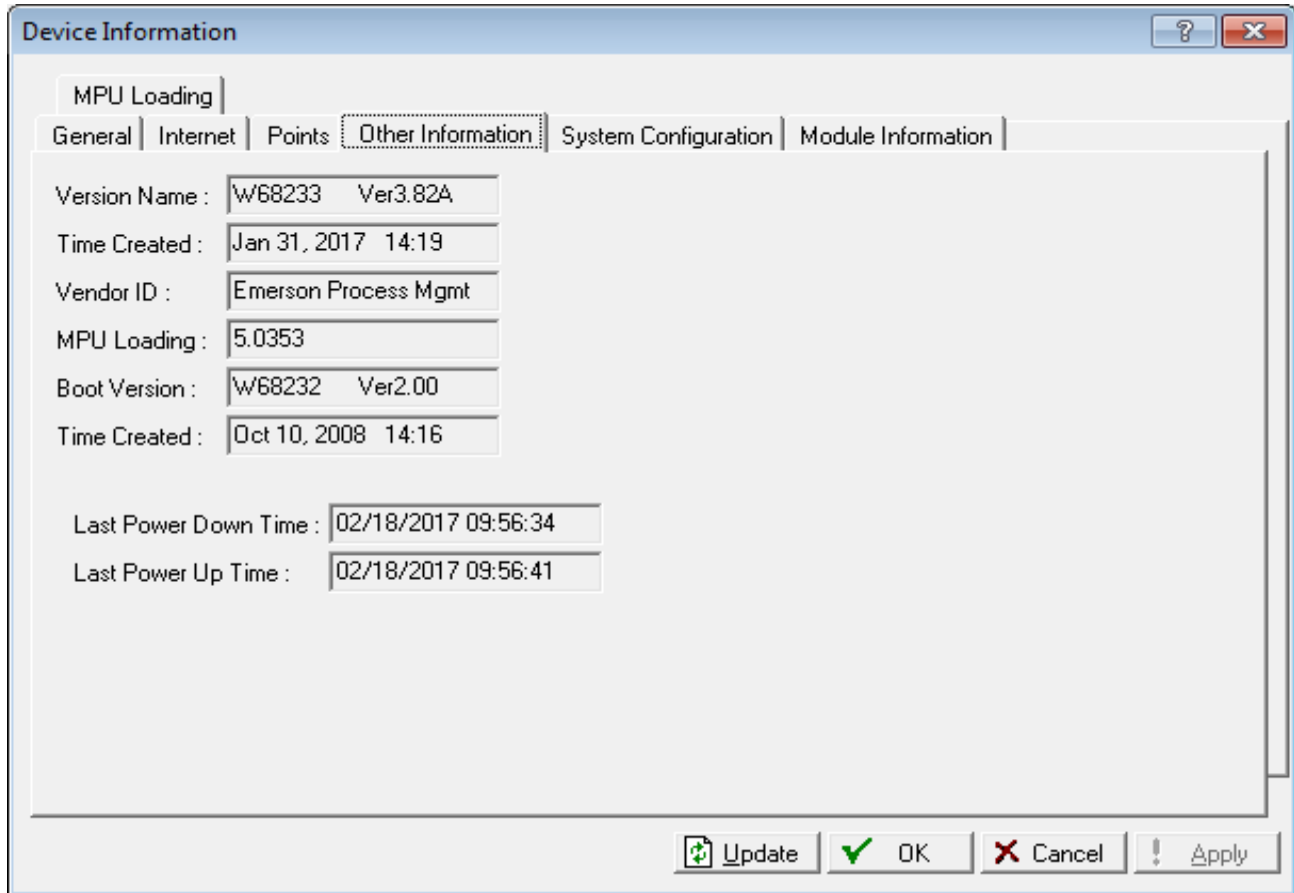 Device Information
MPU Loading
General Internet Points Other Information System Configuration Module Information
Version Name : W68233 Ver3.82A
Time Created : Jan 31, 2017 14:19
Vendor ID : Emerson Process Mgmt
MPU Loading : 5.0353
Boot Version : W68232 Ver2.00
Time Created : Oct 10, 2008 14:16
Last Power Down Time : 02/18/2017 09:56:34
Last Power Up Time : 02/18/2017 09:56:41
Update OK Cancel ! Apply